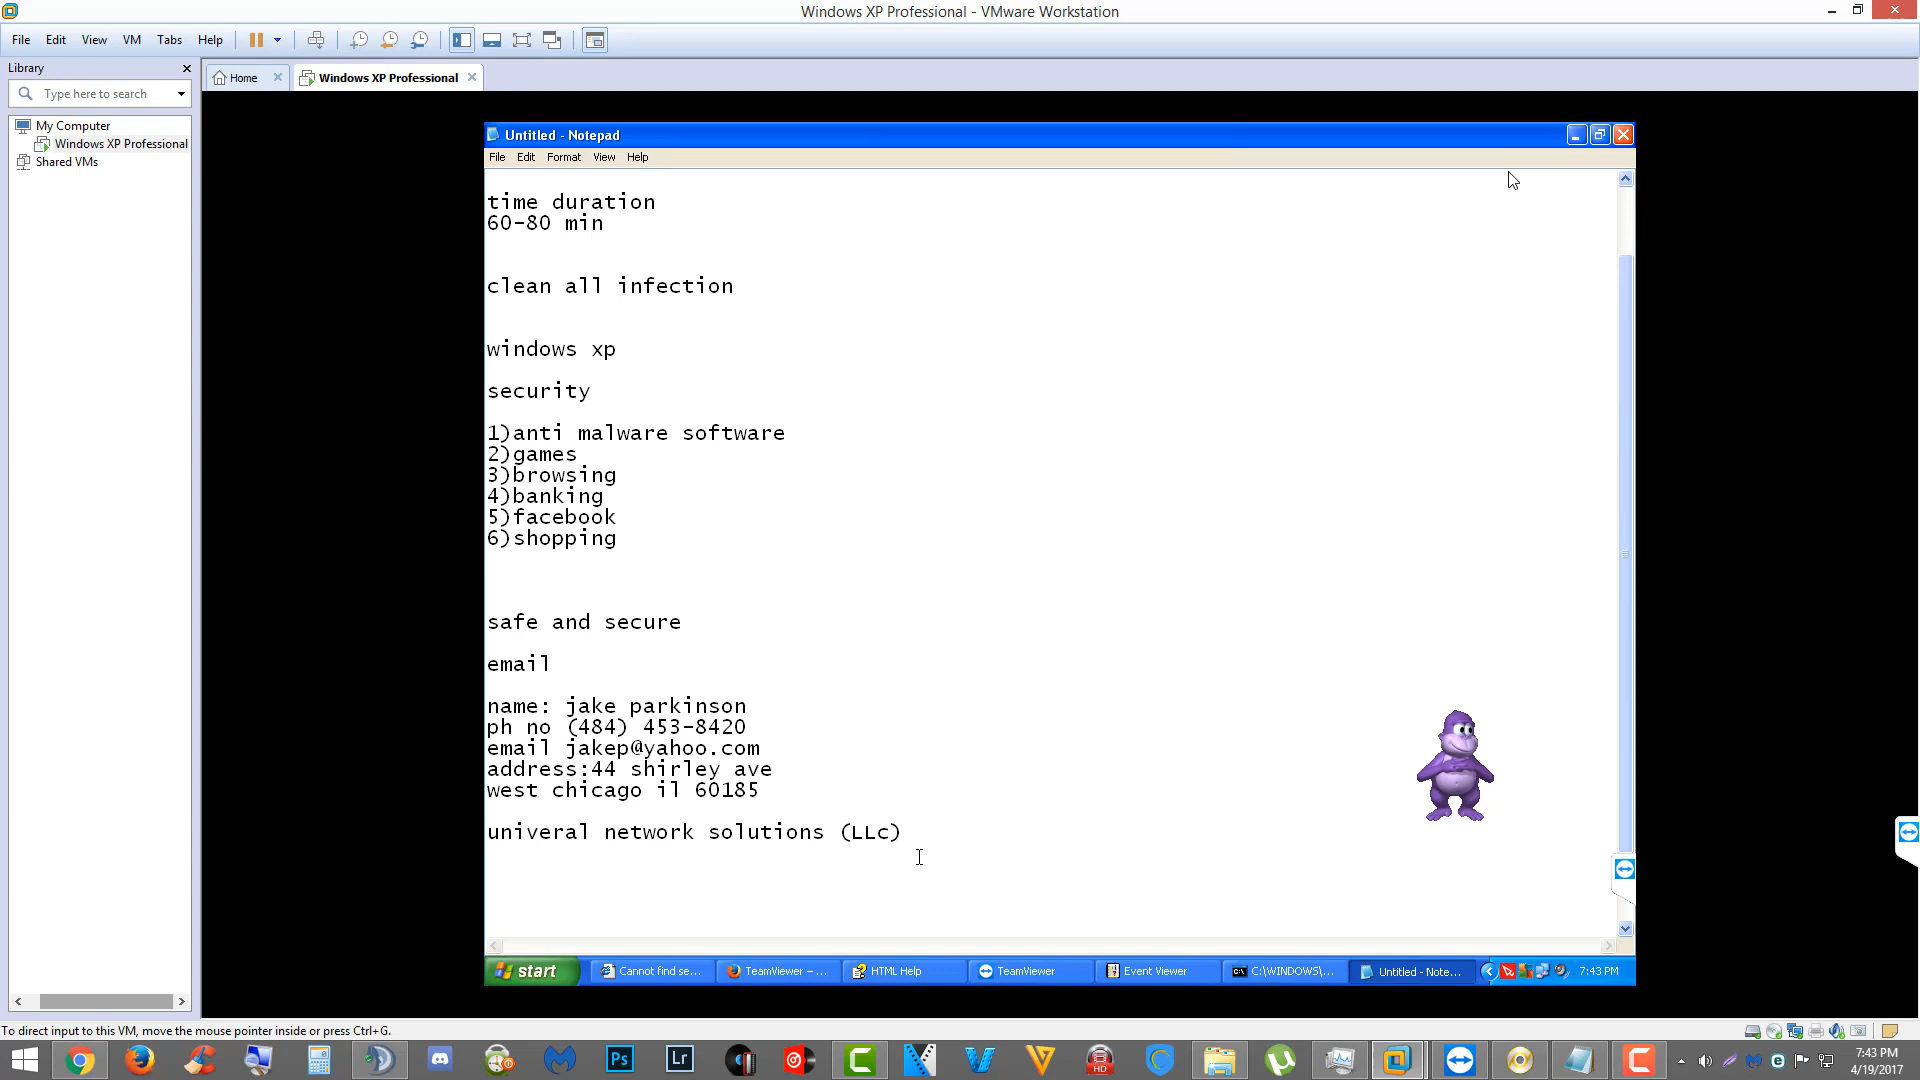 Windows XP Professional - VMware Workstation
File Edit View VM Tabs Help
Library
Type here to search
My Computer
Windows XP Professional
Shared VMs
Home
Windows XP Professional
Untitled - Notepad
File Edit Format View Help
time duration
60-80 min
clean all infection
windows xp
security
1)anti malware software
2)games
3)browsing
4)banking
5)facebook
6)shopping
safe and secure
email
name: jake parkinson
ph no (484) 453-8420
email jakep@yahoo.com
address:44 shirley ave
west chicago il 60185
univeral network solutions (LLc)
start
Cannot find se...
TeamViewer – ...
HTML Help
TeamViewer
Event Viewer
C:\WINDOWS\...
Untitled - Note...
7:43 PM
To direct input to this VM, move the mouse pointer inside or press Ctrl+G.
Ps
Lr
HD
7:43 PM
4/19/2017